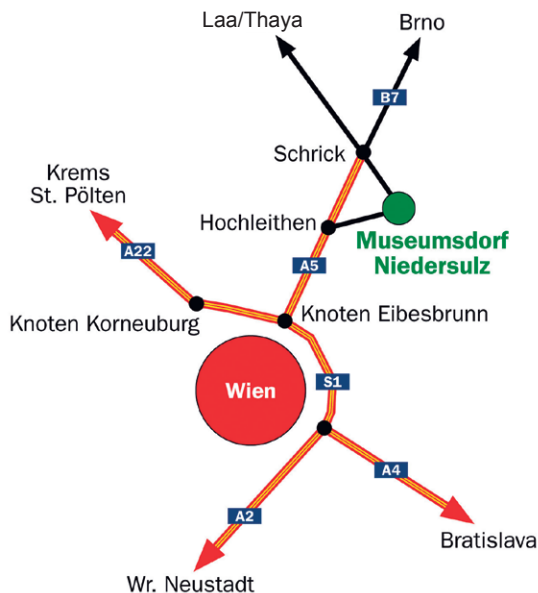 Laa/Thaya
Brno
B7
Schrick
Krems
St. Pölten
Hochleithen
A22
Museumsdorf
Niedersulz
A5
Knoten Korneuburg
Knoten Eibesbrunn
Wien
S1
A4
A2
Bratislava
Wr. Neustadt